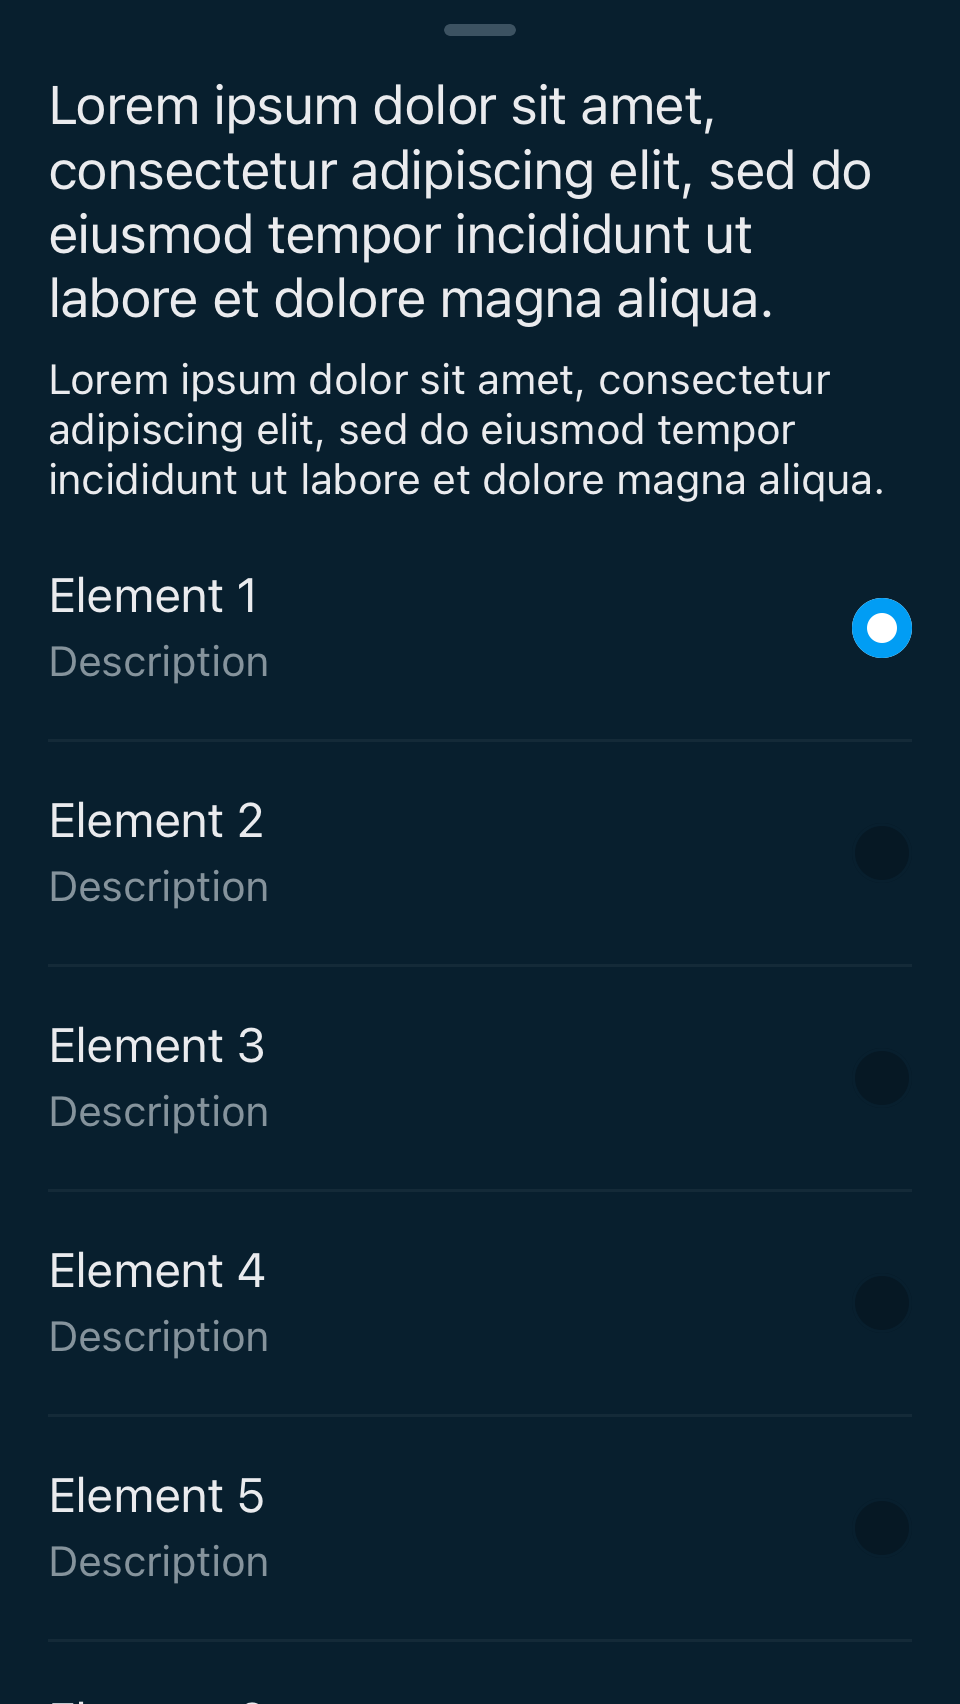 Lorem ipsum dolor sit amet,
consectetur adipiscing elit, sed do
eiusmod tempor incididunt ut
labore et dolore magna aliqua.
Lorem ipsum dolor sit amet, consectetur
adipiscing elit, sed do eiusmod tempor
incididunt ut labore et dolore magna aliqua.
Element 1
Description
Element 2
Description
Element 3
Description
Element 4
Description
Element 5
Description